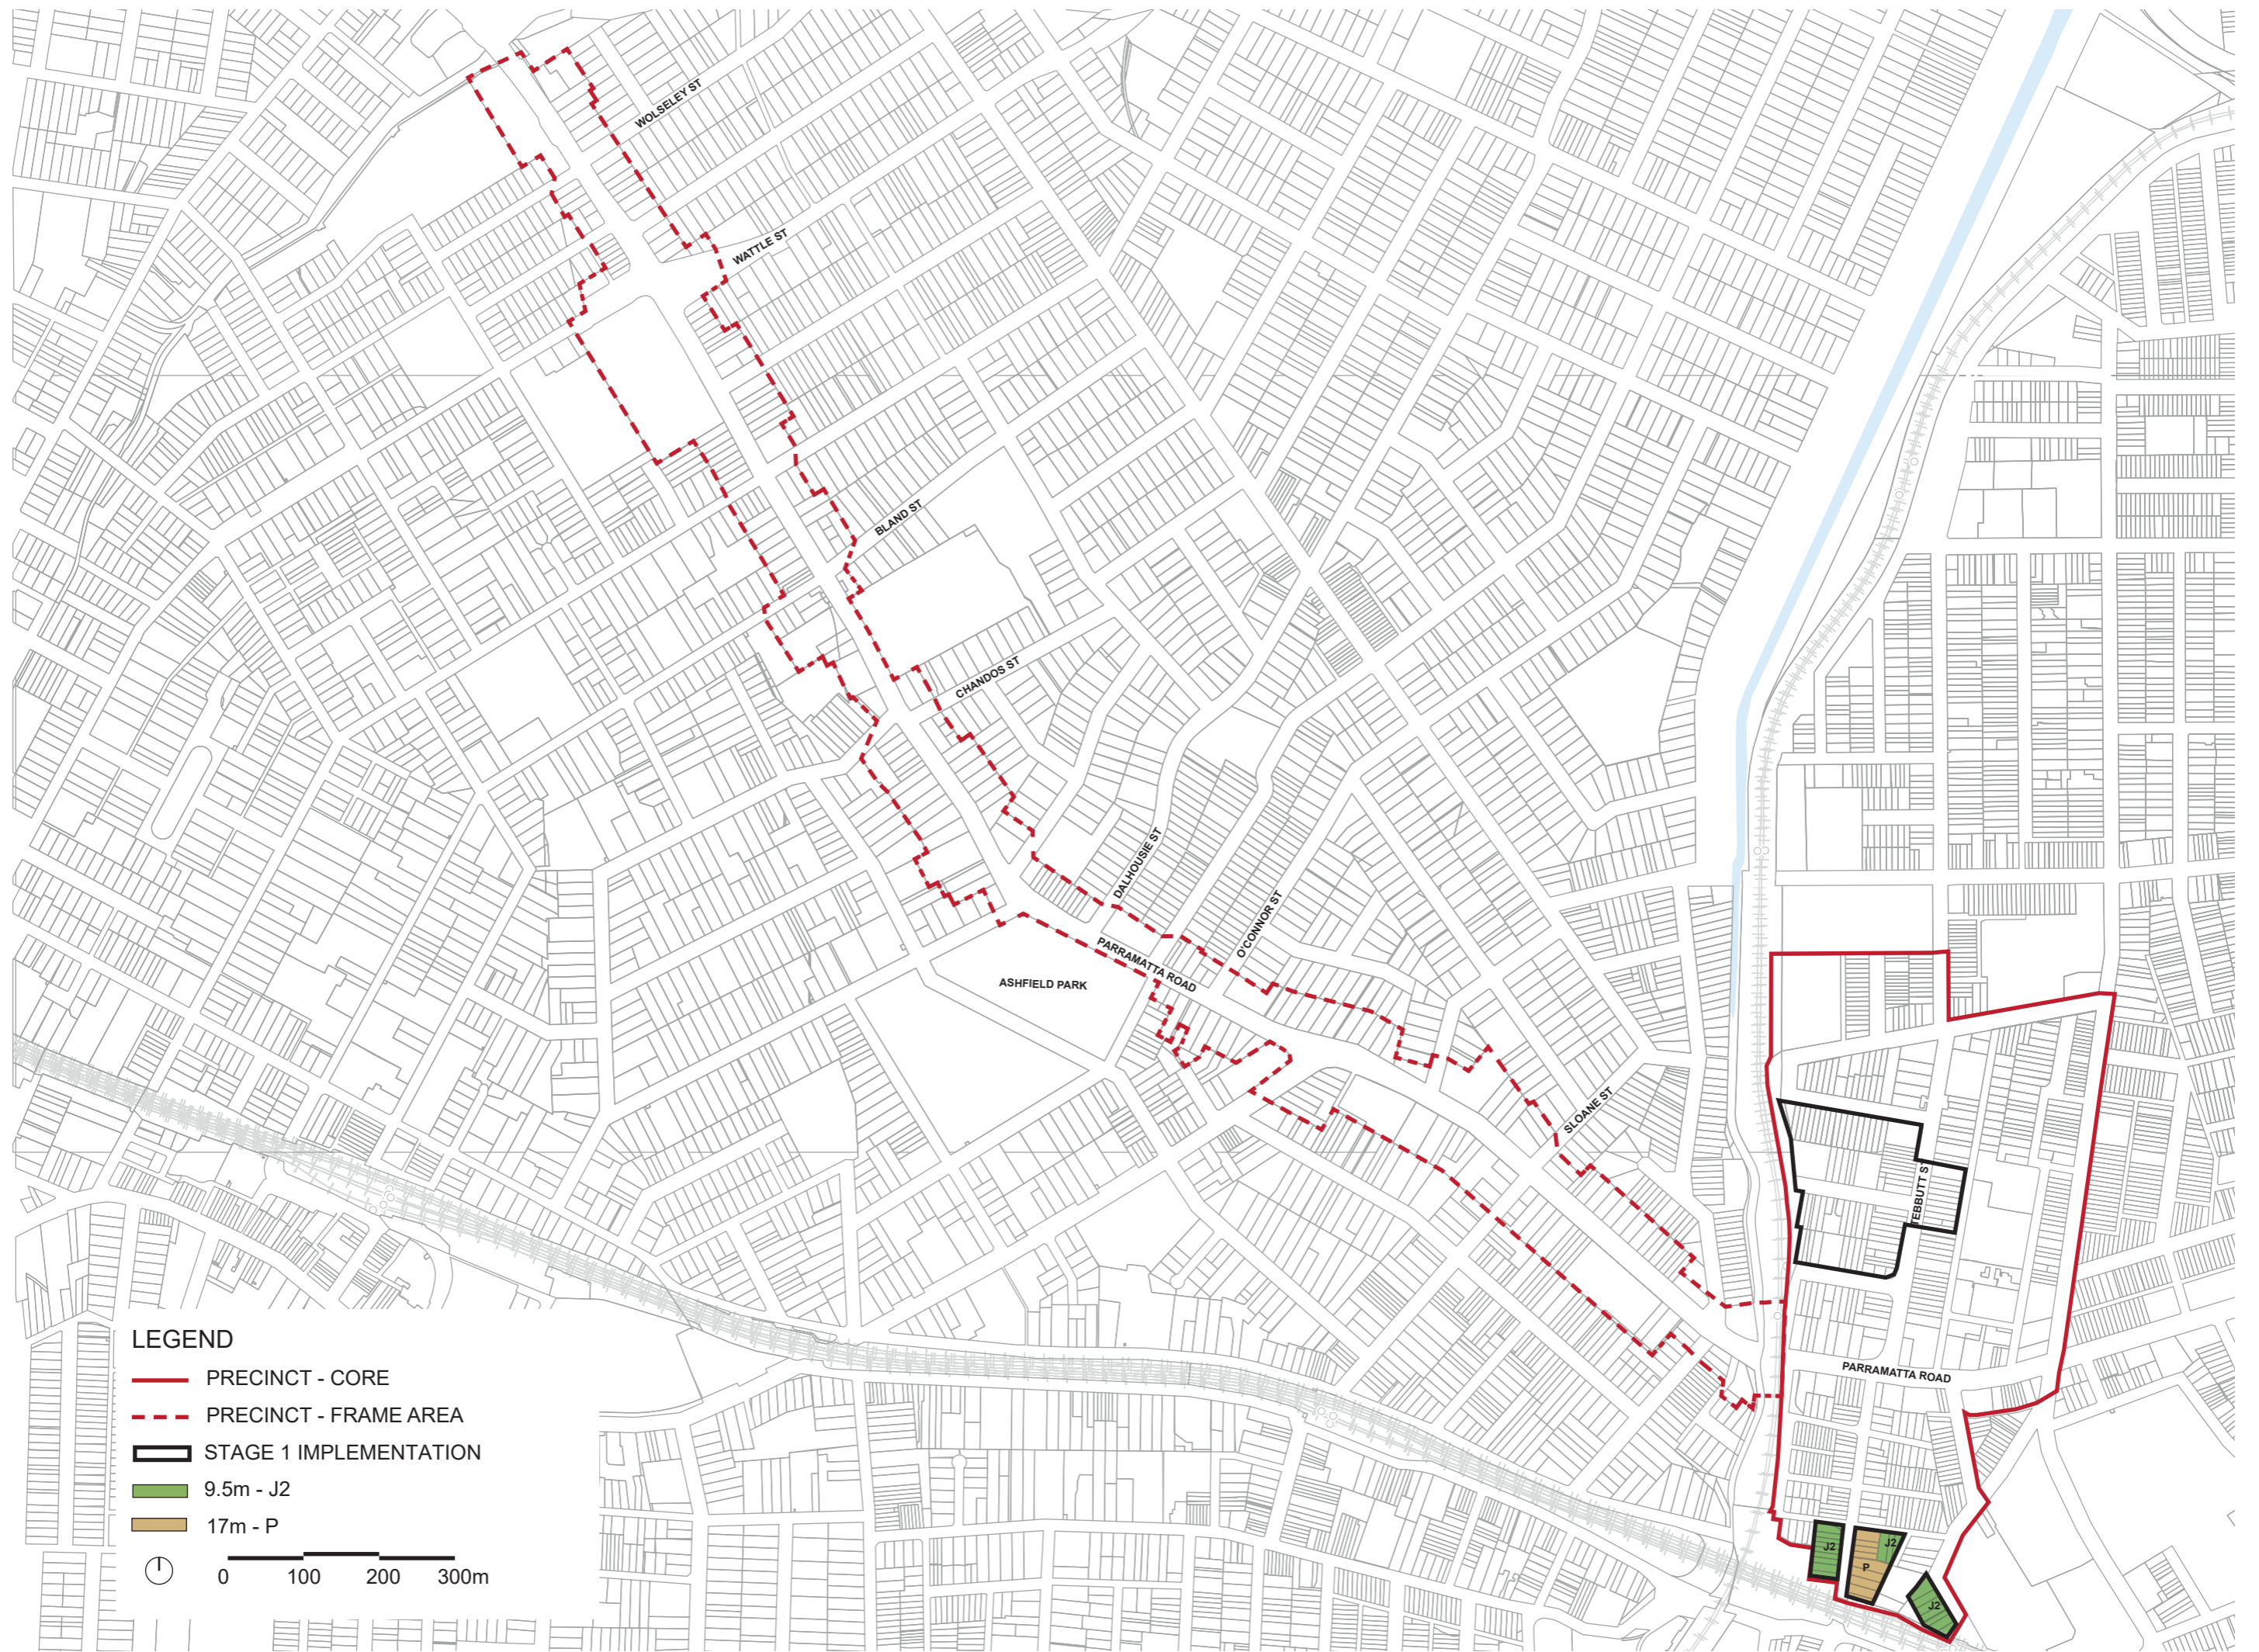 WOLSELEY ST
WATTLE ST
BLAND ST
CHANDOS ST
DALHOUSIE ST
O'CONNOR ST
PARRAMATTA ROAD
ASHFIELD PARK
SLOANE ST
TEBBUTT ST
PARRAMATTA ROAD
J2
J2
P
J2
LEGEND
PRECINCT - CORE
PRECINCT - FRAME AREA
STAGE 1 IMPLEMENTATION
9.5m - J2
17m - P
0 100 200 300m